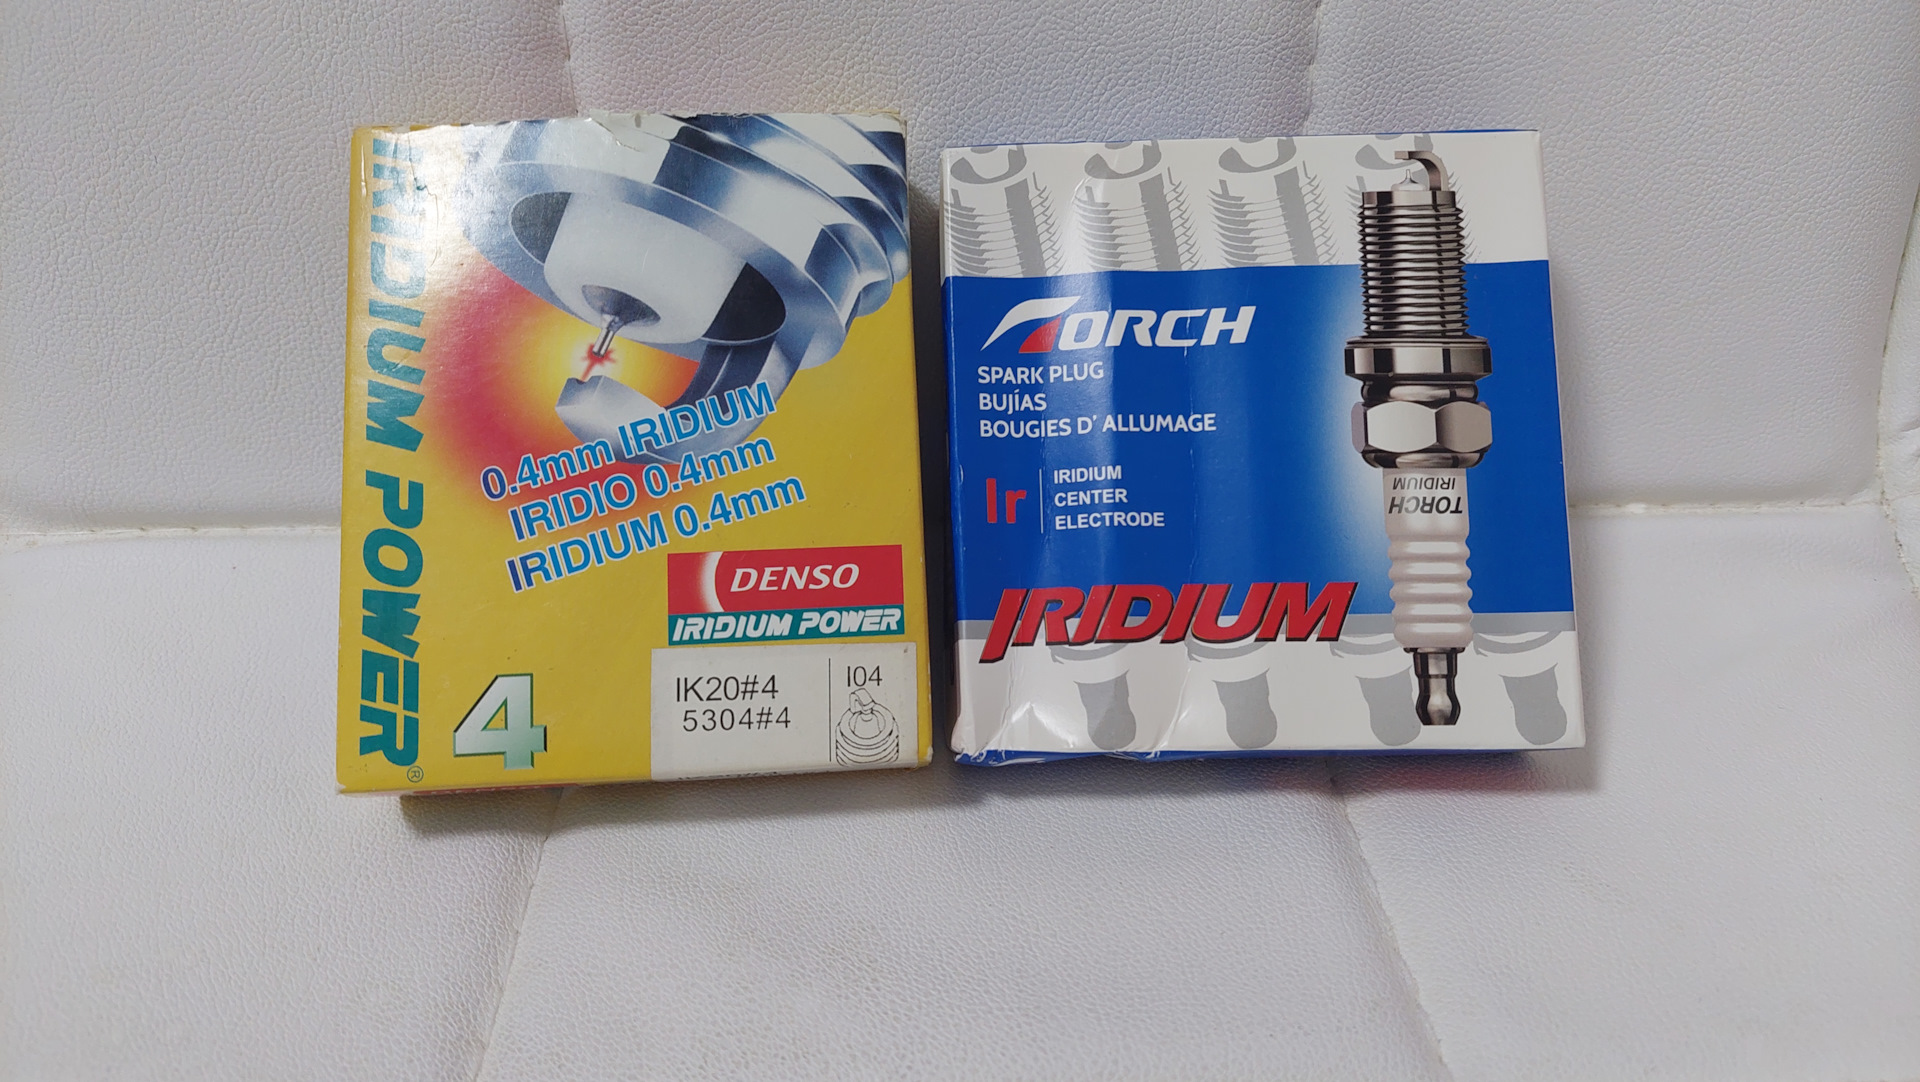 IRIDIUM POWER®
0.4mm IRIDIUM
IRIDIO 0.4mm
IRIDIUM 0.4mm
DENSO
IRIDIUM POWER
4
IK20#4
5304#4
I04
TORCH
SPARK PLUG
BUJÍAS
BOUGIES D' ALLUMAGE
Ir
IRIDIUM
CENTER
ELECTRODE
IRIDIUM
TORCH
IRIDIUM